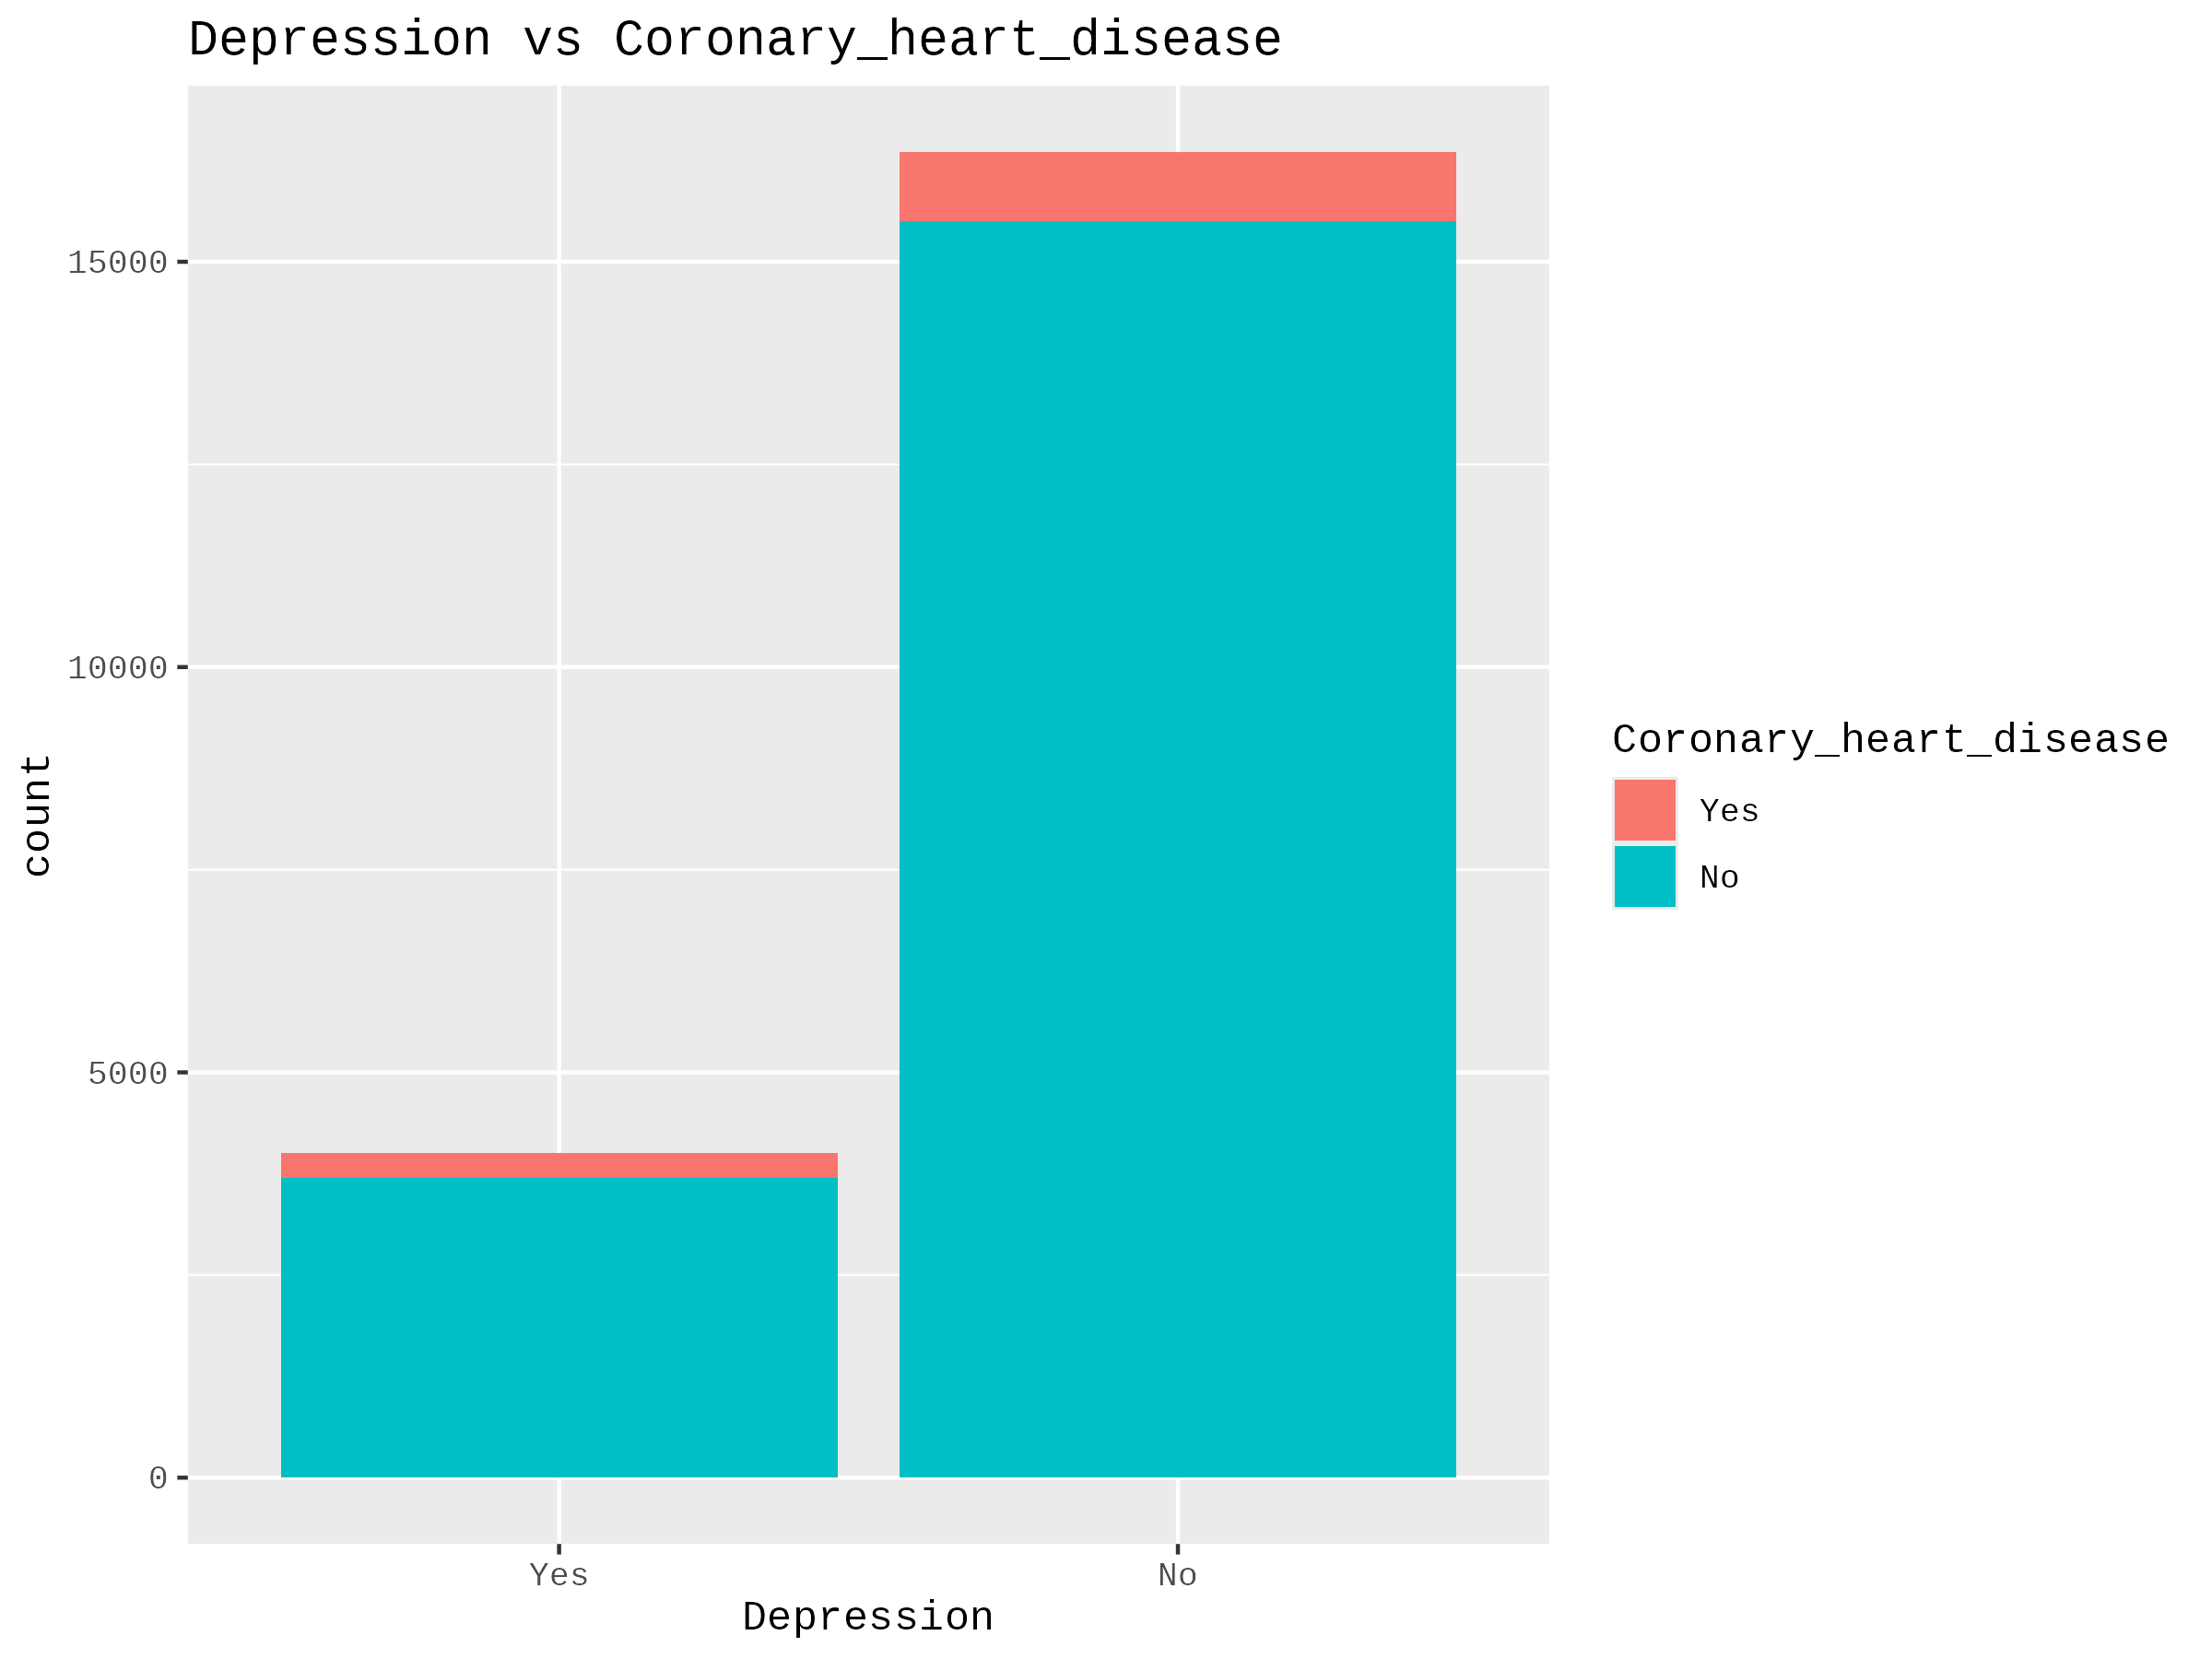 Depression vs Coronary_heart_disease
15000
10000
5000
0
count
Yes
No
Depression
Coronary_heart_disease
Yes
No